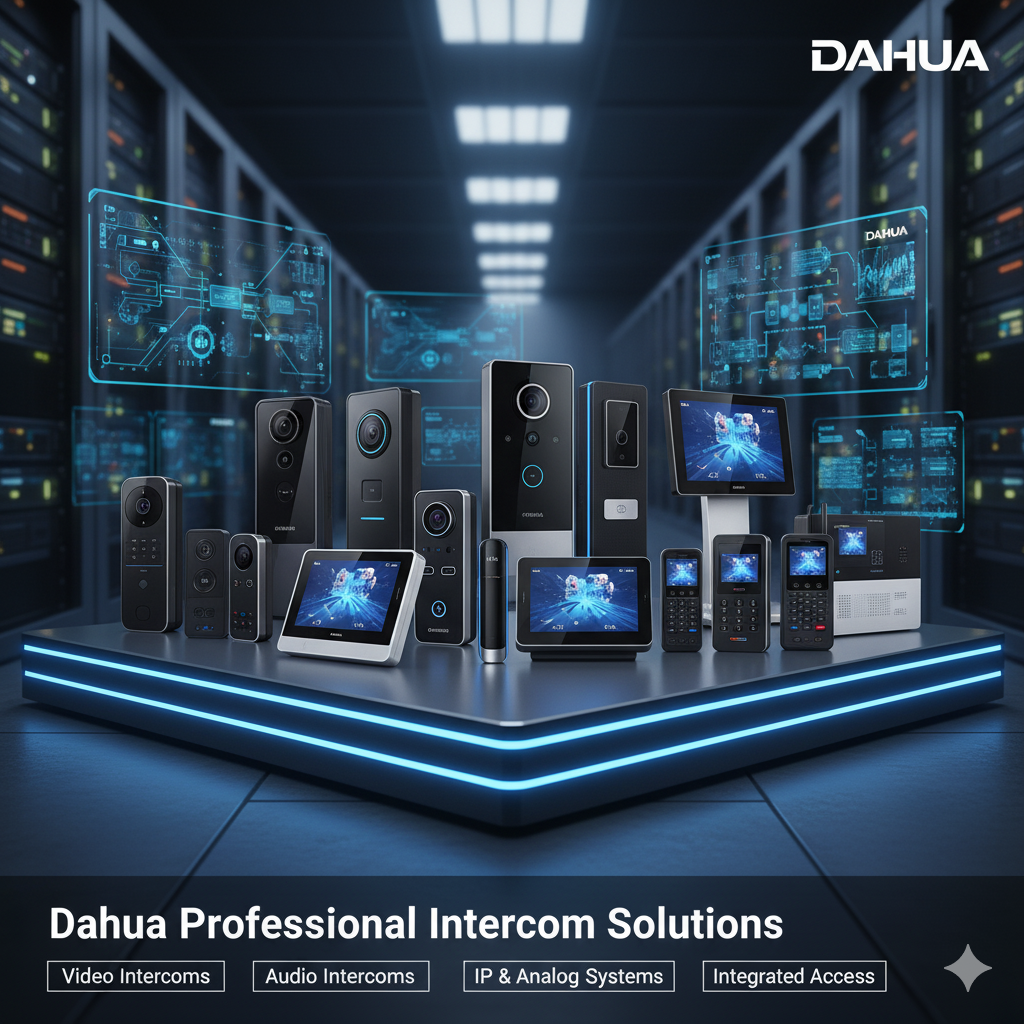 DAHUA
DAHUA
Dahua Professional Intercom Solutions
Video Intercoms
Audio Intercoms
IP & Analog Systems
Integrated Access